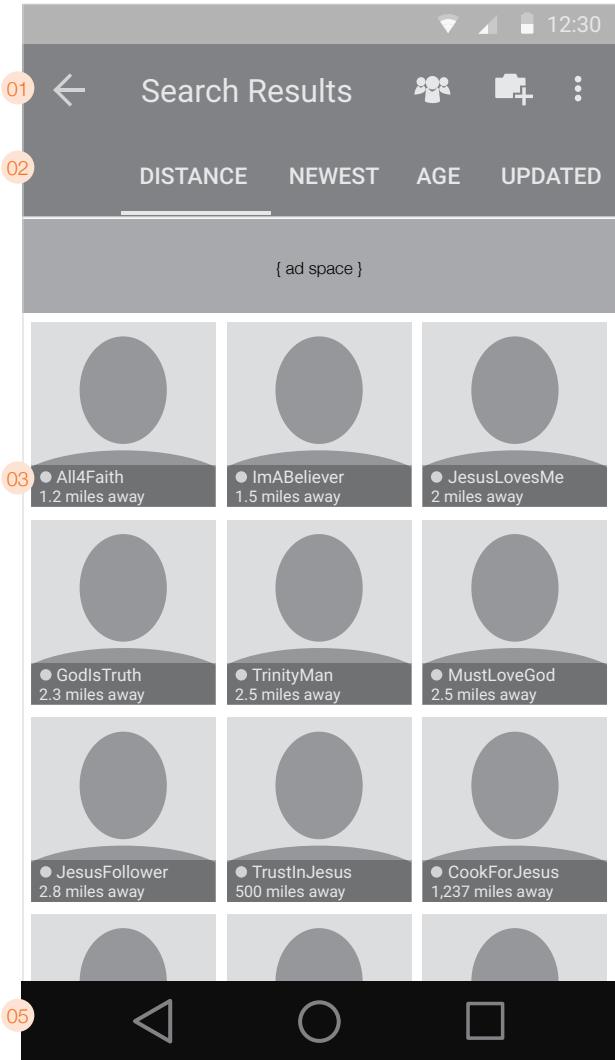 12:30
01
Search Results
02
DISTANCE NEWEST AGE UPDATED
{ ad space }
All4Faith
1.2 miles away
ImABeliever
1.5 miles away
JesusLovesMe
2 miles away
03
GodIsTruth
2.3 miles away
TrinityMan
2.5 miles away
MustLoveGod
2.5 miles away
JesusFollower
2.8 miles away
TrustInJesus
500 miles away
CookForJesus
1,237 miles away
05